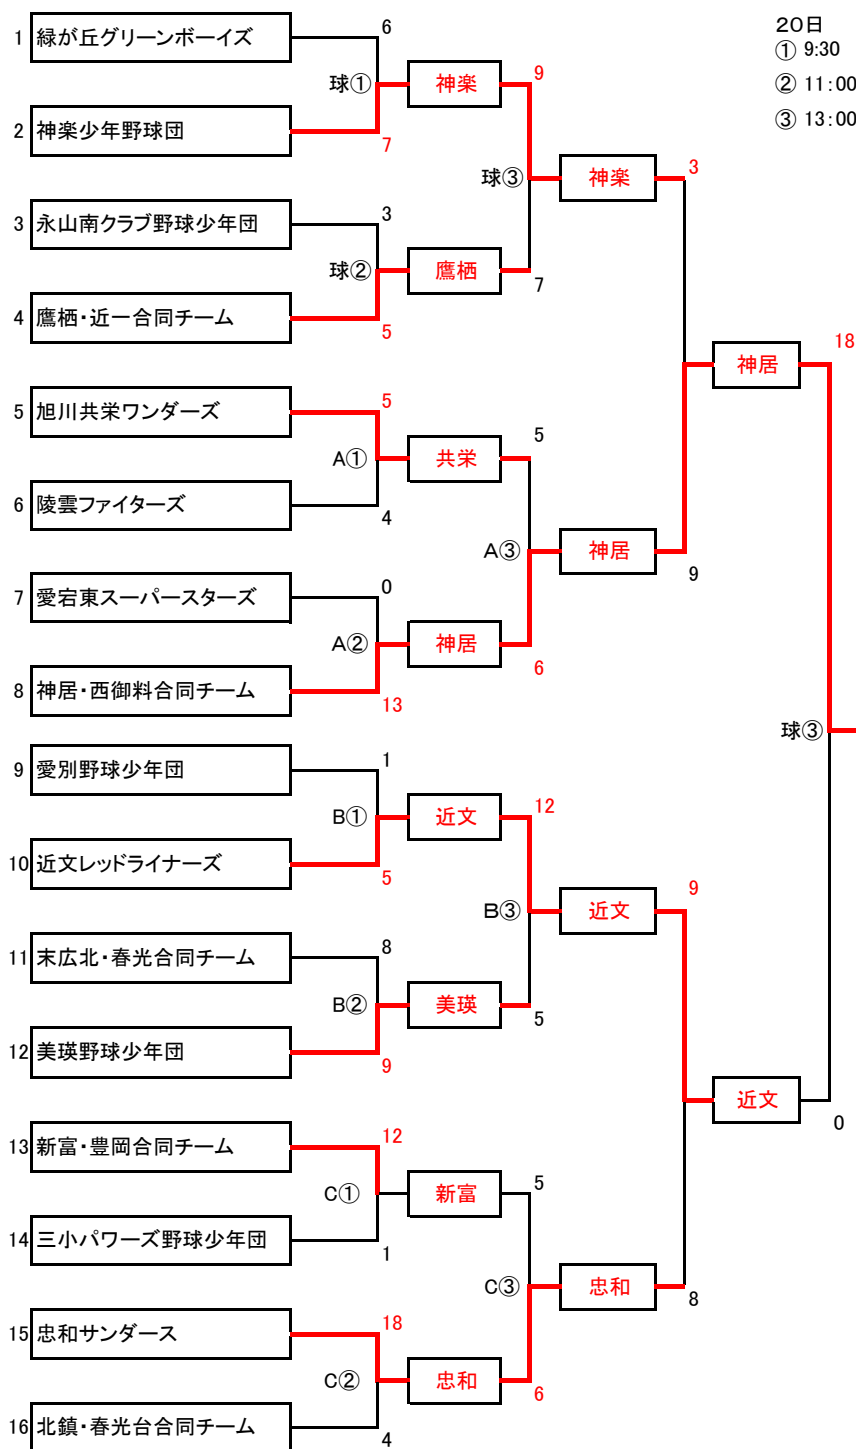 20日
① 9:30
② 11:00
③ 13:00
1 緑が丘グリーンボーイズ 6
球① 神楽 9
2 神楽少年野球団 7
球③ 神楽 3
3 永山南クラブ野球少年団 3
球② 鷹栖 7
4 鷹栖・近一合同チーム 5
神居 18
5 旭川共栄ワンダーズ 5
A① 共栄 5
6 陵雲ファイターズ 4
A③ 神居 9
7 愛宕東スーパースターズ 0
A② 神居 6
8 神居・西御料合同チーム 13
球③
9 愛別野球少年団 1
B① 近文 12
10 近文レッドライナーズ 5
B③ 近文 9
11 末広北・春光合同チーム 8
B② 美瑛 5
12 美瑛野球少年団 9
近文 0
13 新富・豊岡合同チーム 12
C① 新富 5
14 三小パワーズ野球少年団 1
C③ 忠和 8
15 忠和サンダース 18
C② 忠和 6
16 北鎮・春光台合同チーム 4